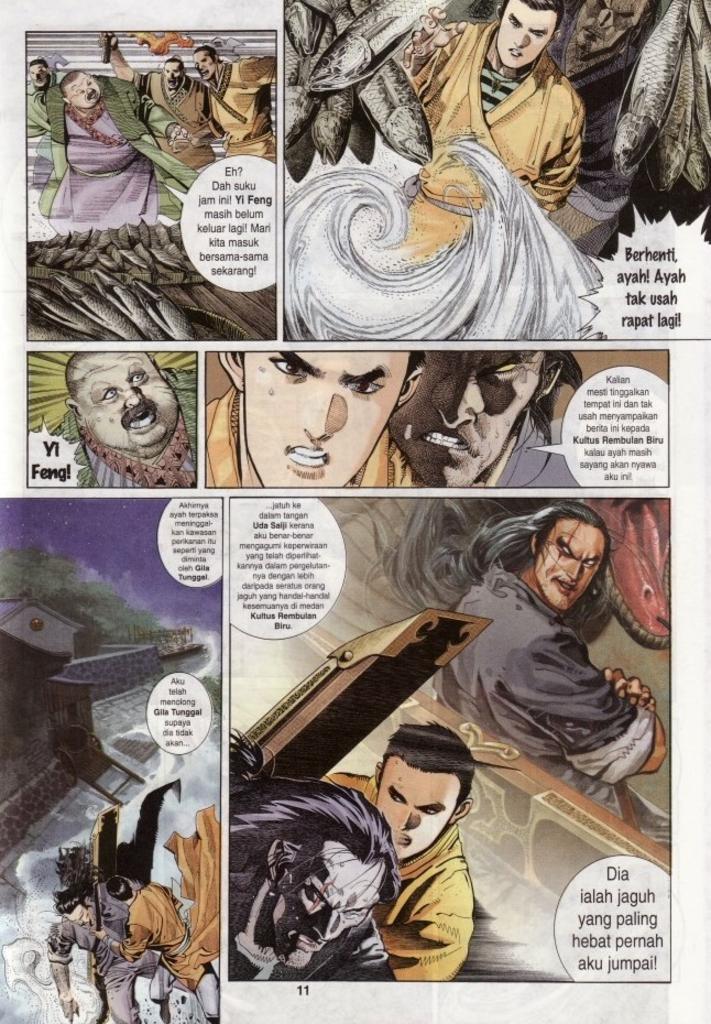 Eh?
Dah suku
jam ini! Yi Feng
masih belum
keluar lagi! Mari
kita masuk
bersama-sama
sekarang!
Berhenti,
ayah! Ayah
tak usah
rapat lagi!
Yi
Feng!
Kalian
mesti tinggalkan
tempat ini dan tak
usah menyampaikan
berita ini kepada
Kultus Rembulan Biru
kalau ayah masih
sayang akan nyawa
aku ini!
Akhirnya
ayah terpaksa
meninggal-
kan kawasan
perikanan itu
seperti yang
diminta
oleh Gila
Tunggal.
Aku
telah
menolong
Gila Tunggal
supaya
dia tidak
akan...
...jatuh ke
dalam tangan
Uda Saiji kerana
aku benar-benar
mengagumi keperwiraan
yang telah diperlihat-
kannya dalam pergelutan-
nya dengan lebih
daripada seratus orang
jaguh yang handal-handal
kesemuanya di medan
Kultus Rembulan
Biru.
Dia
ialah jaguh
yang paling
hebat pernah
aku jumpai!
11